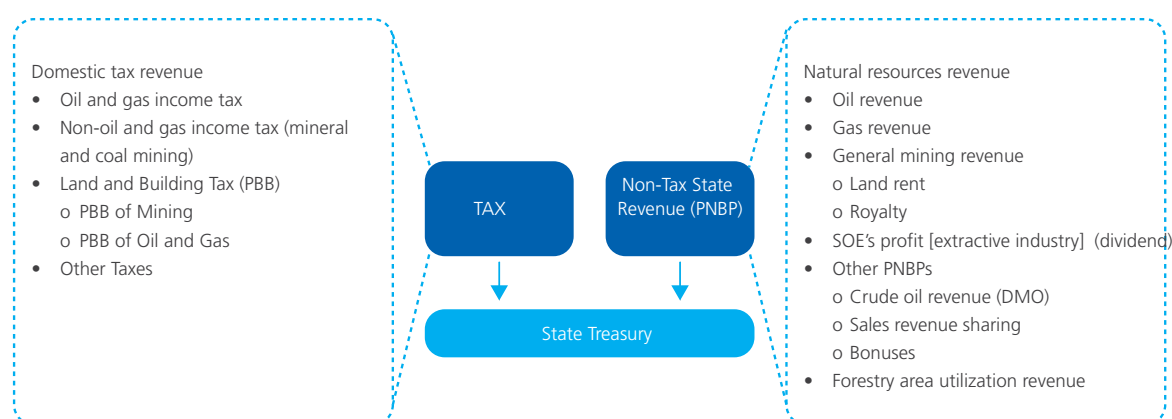 Domestic tax revenue
• Oil and gas income tax
• Non-oil and gas income tax (mineral
and coal mining)
• Land and Building Tax (PBB)
o PBB of Mining
o PBB of Oil and Gas
• Other Taxes
TAX
Non-Tax State
Revenue (PNBP)
State Treasury
Natural resources revenue
• Oil revenue
• Gas revenue
• General mining revenue
o Land rent
o Royalty
• SOE's profit [extractive industry] (dividend)
• Other PNBPs
o Crude oil revenue (DMO)
o Sales revenue sharing
o Bonuses
• Forestry area utilization revenue